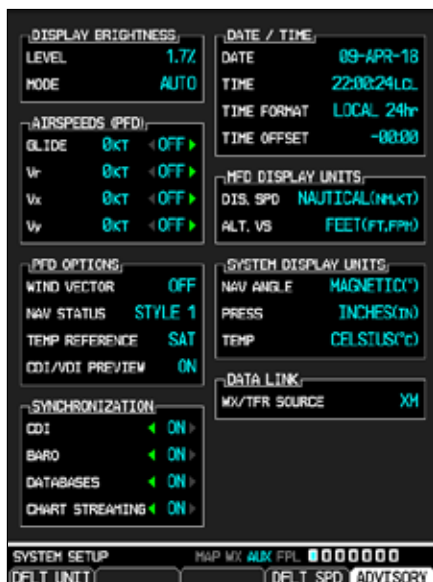 DISPLAY BRIGHTNESS
LEVEL 1.7%
MODE AUTO
AIRSPEEDS (PFD)
GLIDE 0KT OFF
Vr 0KT OFF
Vx 0KT OFF
Vy 0KT OFF
PFD OPTIONS
WIND VECTOR OFF
NAV STATUS STYLE 1
TEMP REFERENCE SAT
CDI/VDI PREVIEW ON
SYNCHRONIZATION
CDI ON
BARO ON
DATABASES ON
CHART STREAMING ON
DATE / TIME
DATE 09-APR-18
TIME 22:00:24LCL
TIME FORMAT LOCAL 24hr
TIME OFFSET -00:00
MFD DISPLAY UNITS
DIS, SPD NAUTICAL(NM,KT)
ALT, VS FEET(FT,FPM)
SYSTEM DISPLAY UNITS
NAV ANGLE MAGNETIC(°)
PRESS INCHES(IN)
TEMP CELSIUS(°C)
DATA LINK
WX/TFR SOURCE XM
SYSTEM SETUP MAP WX AUX FPL
DFLT UNIT DFLT SPD ADVISORY